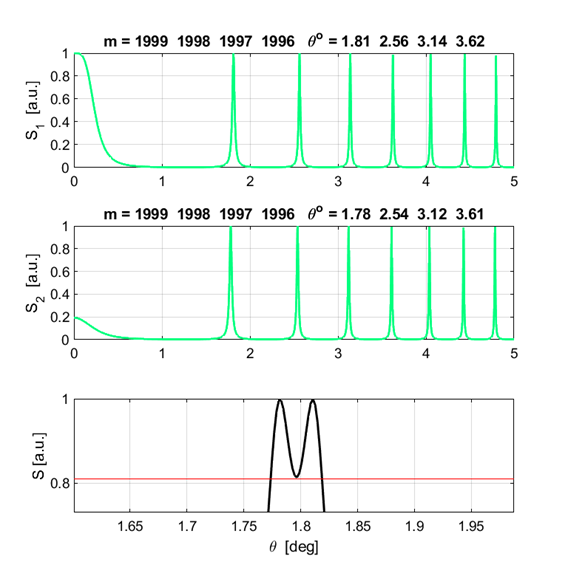 m = 1999 1998 1997 1996 θ° = 1.81 2.56 3.14 3.62
S₁ [a.u.]
1
0.8
0.6
0.4
0.2
0
0 1 2 3 4 5
m = 1999 1998 1997 1996 θ° = 1.78 2.54 3.12 3.61
S₂ [a.u.]
1
0.8
0.6
0.4
0.2
0
0 1 2 3 4 5
S [a.u.]
1
0.8
1.65 1.7 1.75 1.8 1.85 1.9 1.95
θ [deg]